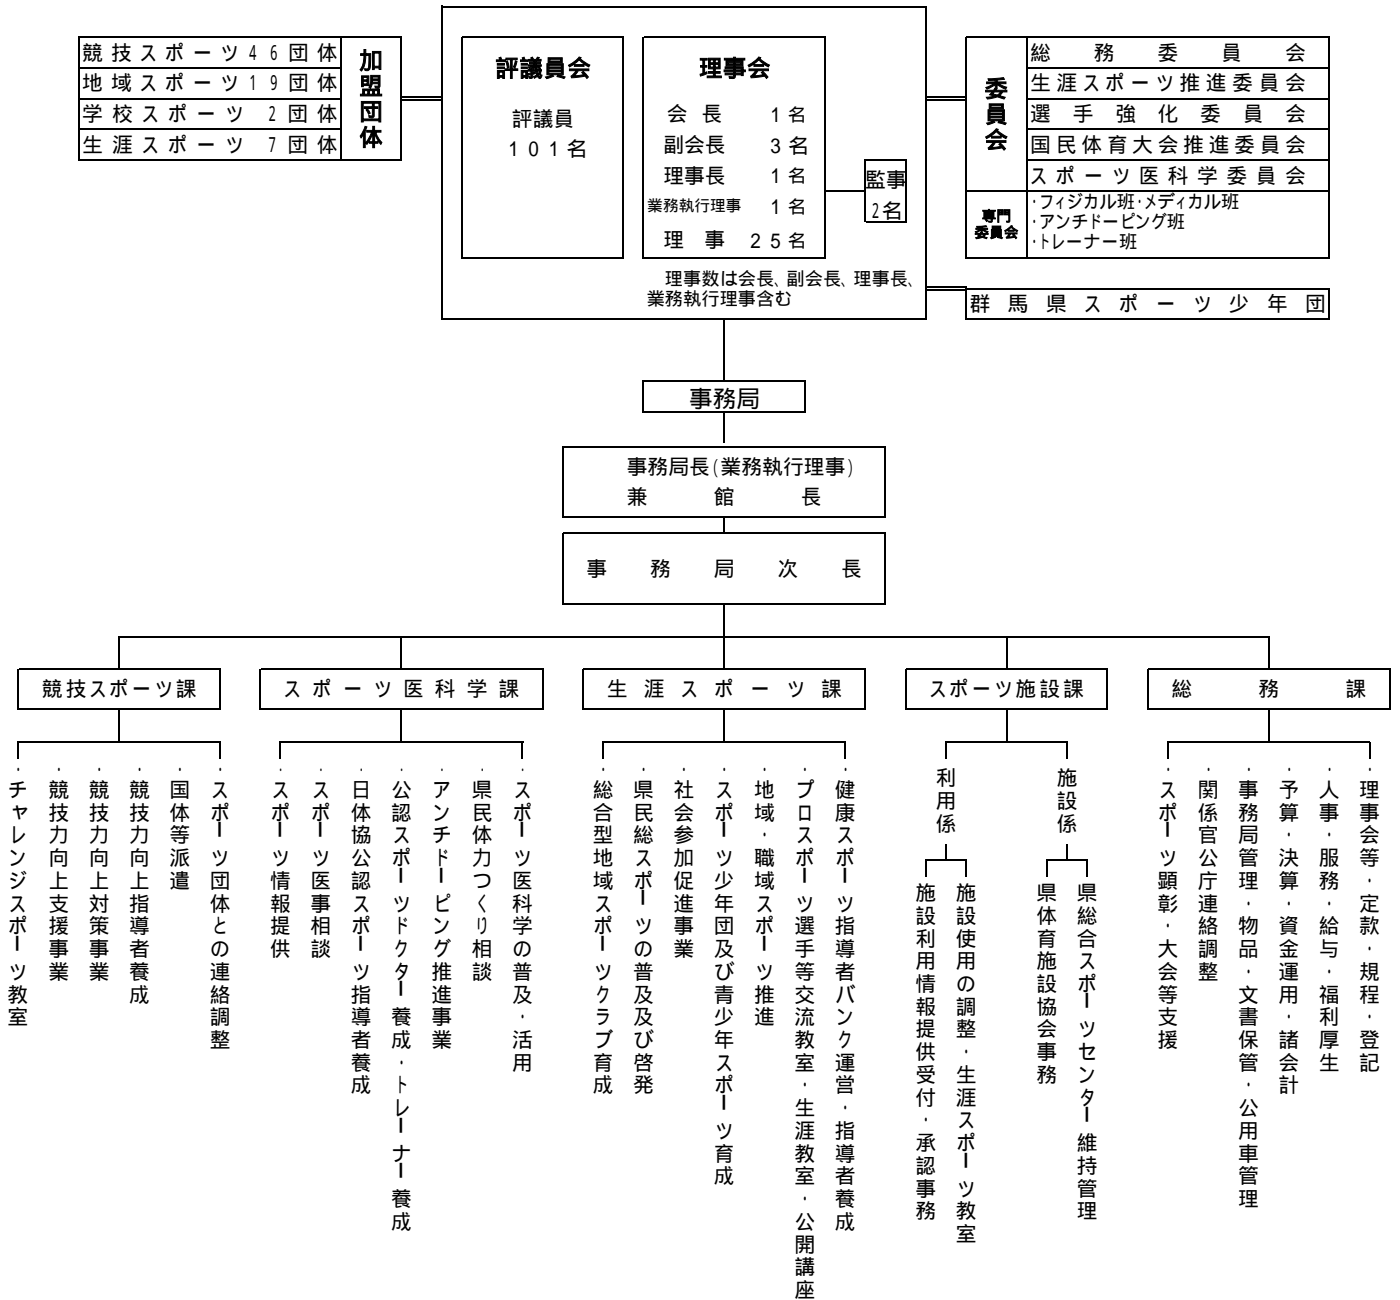 競技スポーツ46団体
地域スポーツ19団体
学校スポーツ 2団体
生涯スポーツ 7団体
加盟団体
評議員会
評議員
101名
理事会
会長 1名
副会長 3名
理事長 1名
業務執行理事 1名
理事 25名
監事
2名
理事数は会長、副会長、理事長、
業務執行理事含む
委員会
総務委員会
生涯スポーツ推進委員会
選手強化委員会
国民体育大会推進委員会
スポーツ医科学委員会
専門
委員会
・フィジカル班・メディカル班
・アンチドーピング班
・トレーナー班
群馬県スポーツ少年団
事務局
事務局長(業務執行理事)
兼館長
事務局次長
競技スポーツ課
・チャレンジスポーツ教室
・競技力向上支援事業
・競技力向上対策事業
・競技力向上指導者養成
・国体等派遣
・スポーツ団体との連絡調整
スポーツ医科学課
・スポーツ情報提供
・スポーツ医事相談
・日体協公認スポーツ指導者養成
・公認スポーツドクター養成・トレーナー養成
・アンチドーピング推進事業
・県民体力つくり相談
・スポーツ医科学の普及・活用
生涯スポーツ課
・総合型地域スポーツクラブ育成
・県民総スポーツの普及及び啓発
・社会参加促進事業
・スポーツ少年団及び青少年スポーツ育成
・地域・職域スポーツ推進
・プロスポーツ選手等交流教室・生涯教室・公開講座
・健康スポーツ指導者バンク運営・指導者養成
スポーツ施設課
利用係
・施設利用情報提供受付・承認事務
・施設使用の調整・生涯スポーツ教室
施設係
・県体育施設協会事務
・県総合スポーツセンター維持管理
総務課
・スポーツ顕彰・大会等支援
・関係官公庁連絡調整
・事務局管理・物品・文書保管・公用車管理
・予算・決算・資金運用・諸会計
・人事・服務・給与・福利厚生
・理事会等・定款・規程・登記